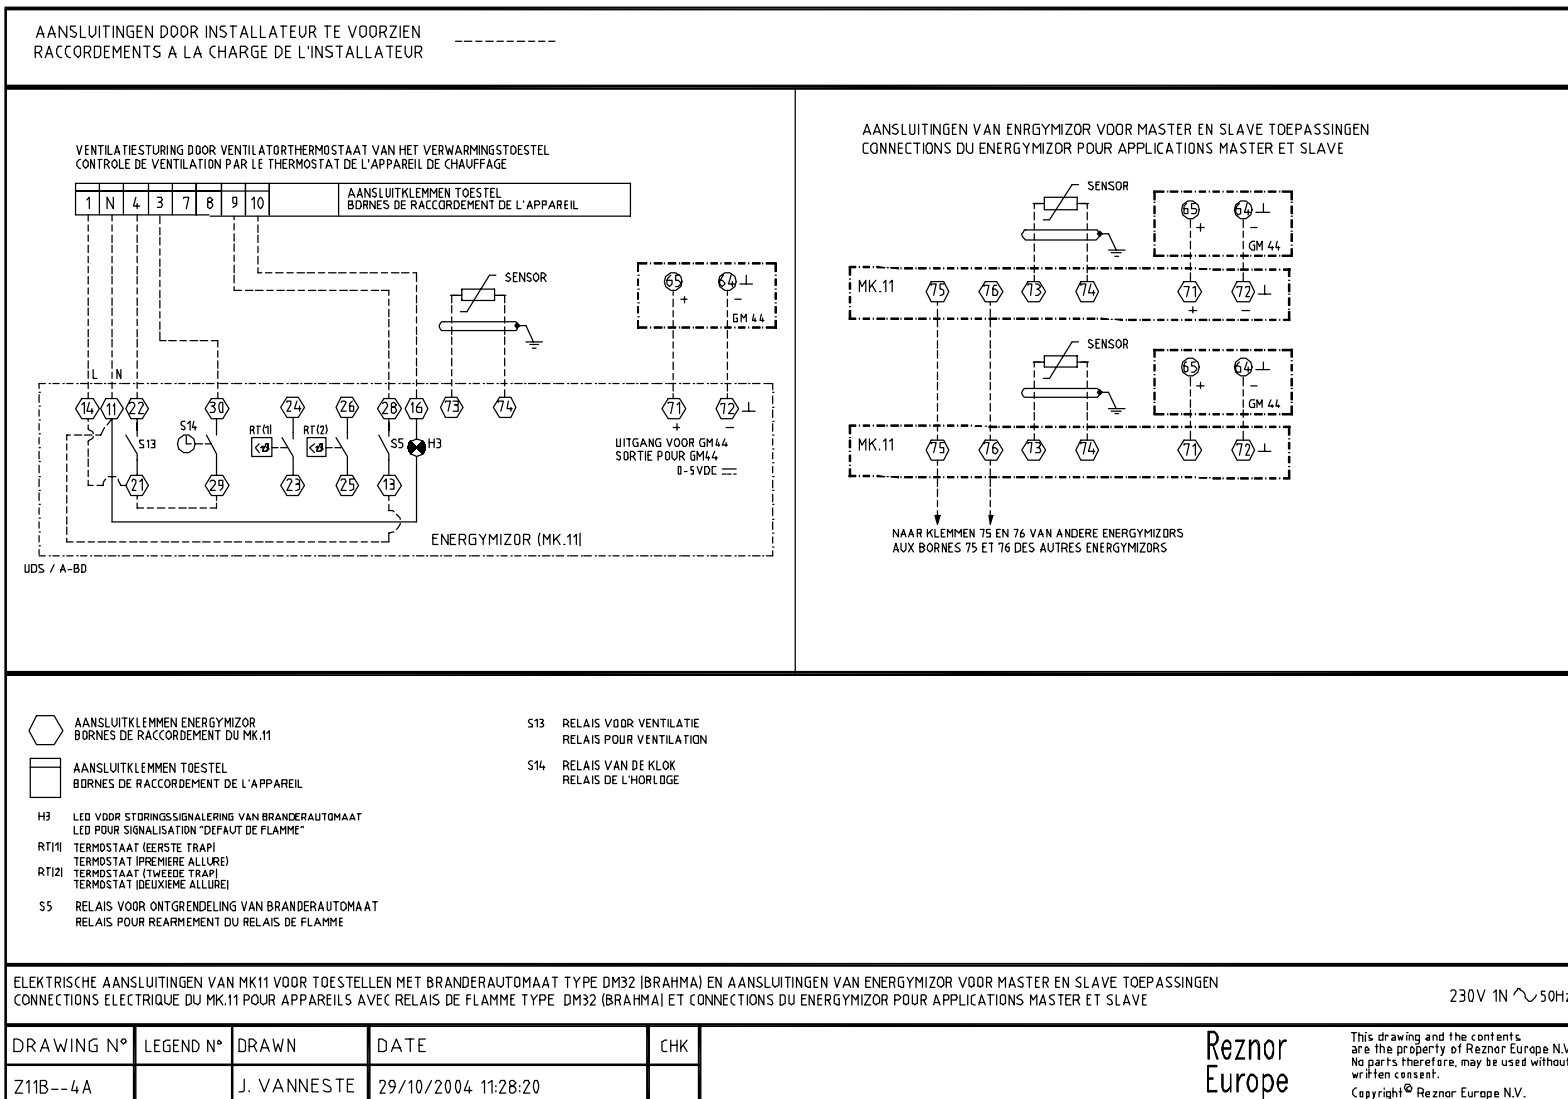 AANSLUITINGEN DOOR INSTALLATEUR TE VOORZIEN
RACCORDEMENTS A LA CHARGE DE L'INSTALLATEUR
VENTILATIESTURING DOOR VENTILATORTHERMOSTAAT VAN HET VERWARMINGSTOESTEL
CONTROLE DE VENTILATION PAR LE THERMOSTAT DE L'APPAREIL DE CHAUFFAGE
1 N 4 3 7 8 9 10
AANSLUITKLEMMEN TOESTEL
BORNES DE RACCORDEMENT DE L'APPAREIL
SENSOR
65 64 ⊥
+ –
GM 44
L N
14 11 22 30 24 26 28 16 73 74 71 72 ⊥
+ –
S13
S14
RT(1)
RT(2)
S5
H3
UITGANG VOOR GM44
SORTIE POUR GM44
0-5VDC
21 29 23 25 13
ENERGYMIZOR (MK.11)
UDS / A-BD
AANSLUITINGEN VAN ENRGYMIZOR VOOR MASTER EN SLAVE TOEPASSINGEN
CONNECTIONS DU ENERGYMIZOR POUR APPLICATIONS MASTER ET SLAVE
SENSOR
65 64 ⊥
+ –
GM 44
MK.11 75 76 73 74 71 72 ⊥
+ –
SENSOR
65 64 ⊥
+ –
GM 44
MK.11 75 76 73 74 71 72 ⊥
NAAR KLEMMEN 75 EN 76 VAN ANDERE ENERGYMIZORS
AUX BORNES 75 ET 76 DES AUTRES ENERGYMIZORS
AANSLUITKLEMMEN ENERGYMIZOR
BORNES DE RACCORDEMENT DU MK.11
AANSLUITKLEMMEN TOESTEL
BORNES DE RACCORDEMENT DE L'APPAREIL
H3 LED VOOR STORINGSSIGNALERING VAN BRANDERAUTOMAAT
LED POUR SIGNALISATION "DEFAUT DE FLAMME"
RT(1) TERMOSTAAT (EERSTE TRAP)
TERMOSTAT (PREMIERE ALLURE)
RT(2) TERMOSTAAT (TWEEDE TRAP)
TERMOSTAT (DEUXIEME ALLURE)
S5 RELAIS VOOR ONTGRENDELING VAN BRANDERAUTOMAAT
RELAIS POUR REARMEMENT DU RELAIS DE FLAMME
S13 RELAIS VOOR VENTILATIE
RELAIS POUR VENTILATION
S14 RELAIS VAN DE KLOK
RELAIS DE L'HORLOGE
ELEKTRISCHE AANSLUITINGEN VAN MK11 VOOR TOESTELLEN MET BRANDERAUTOMAAT TYPE DM32 (BRAHMA) EN AANSLUITINGEN VAN ENERGYMIZOR VOOR MASTER EN SLAVE TOEPASSINGEN
CONNECTIONS ELECTRIQUE DU MK.11 POUR APPAREILS AVEC RELAIS DE FLAMME TYPE DM32 (BRAHMA) ET CONNECTIONS DU ENERGYMIZOR POUR APPLICATIONS MASTER ET SLAVE
230V 1N ∿ 50Hz
DRAWING N° LEGEND N° DRAWN DATE CHK
Z11B--4A J. VANNESTE 29/10/2004 11:28:20
Reznor
Europe
This drawing and the contents
are the property of Reznor Europe N.V
No parts therefore, may be used without
written consent.
Copyright© Reznor Europe N.V.